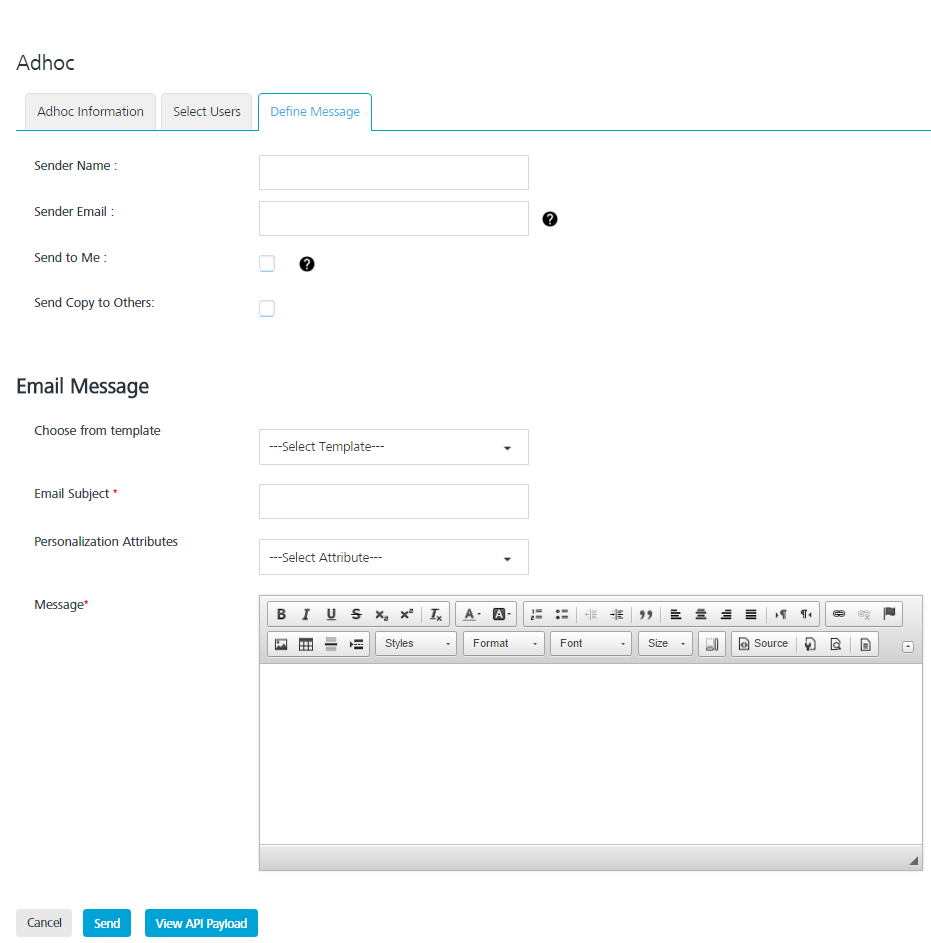 Adhoc
Adhoc Information Select Users Define Message
Sender Name :
Sender Email :
Send to Me :
Send Copy to Others:
Email Message
Choose from template
---Select Template---
Email Subject *
Personalization Attributes
---Select Attribute---
Message*
Styles Format Font Size Source
Cancel Send View API Payload